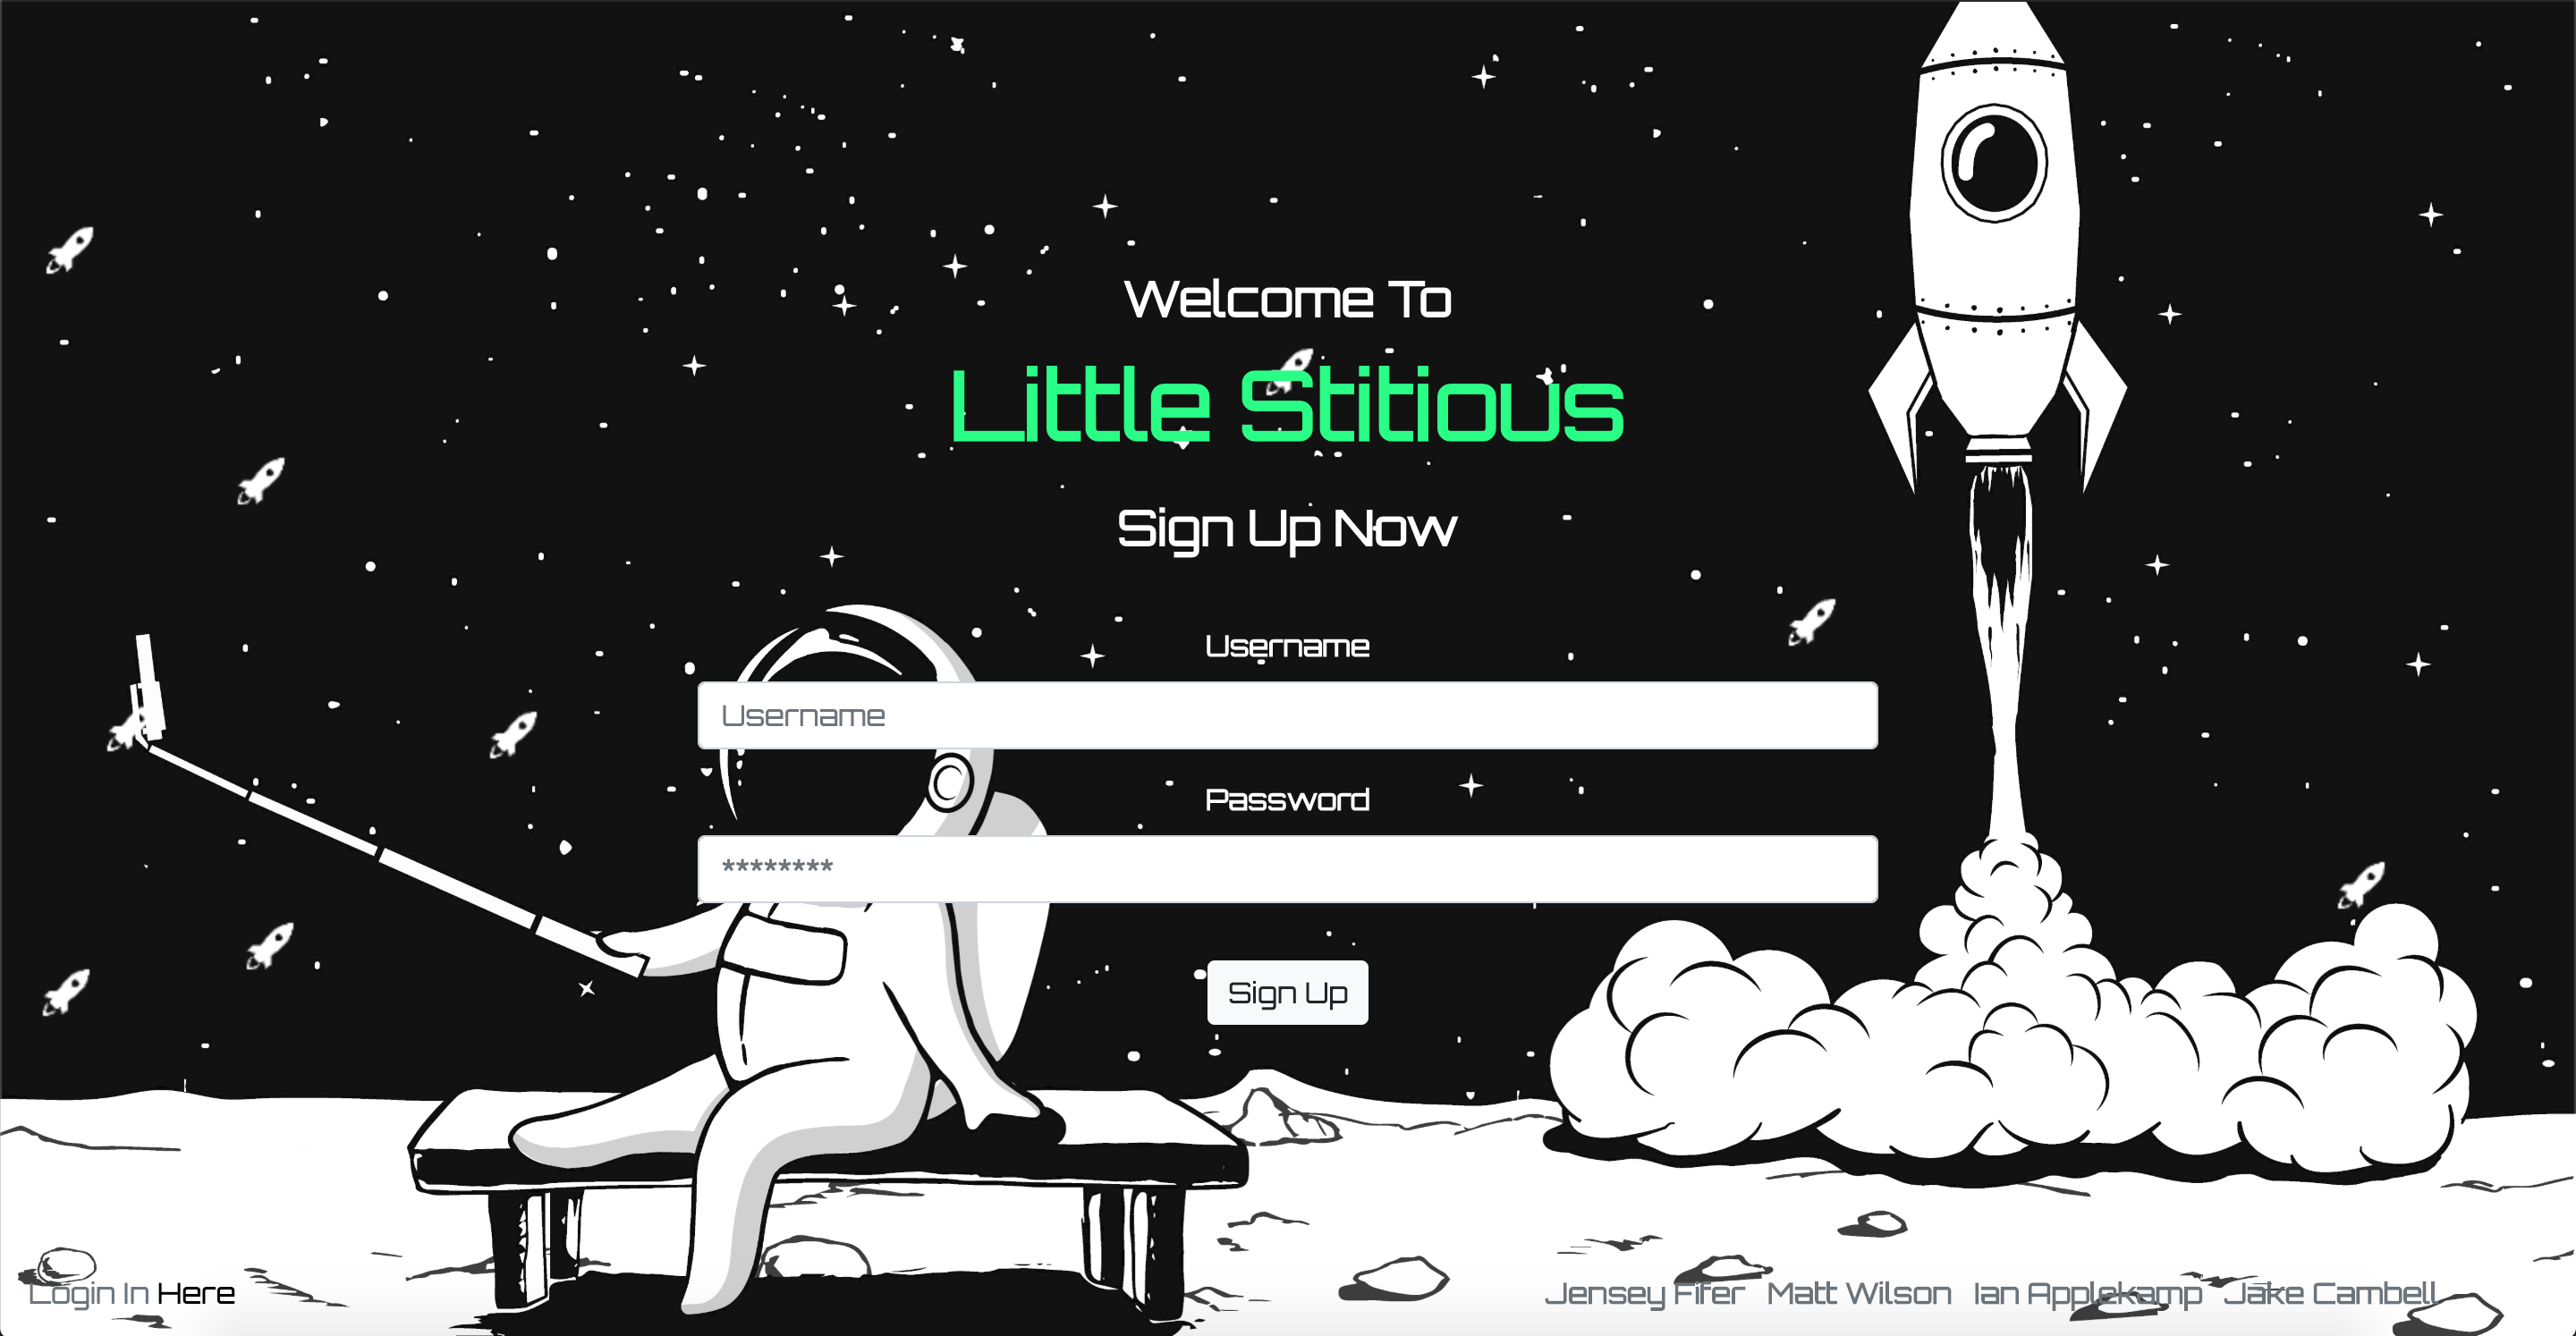 Welcome To
Little Stitious
Sign Up Now
Username
Username
Password
********
Sign Up
Login In Here
Jensey Fifer Matt Wilson Ian Applekamp Jake Cambell